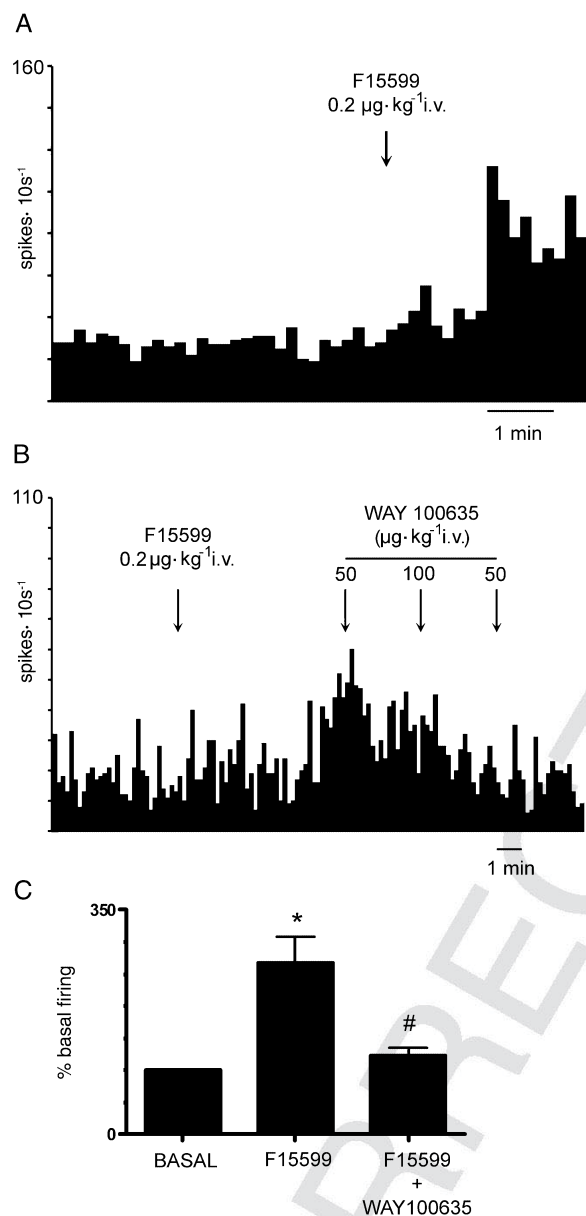 A
160
F15599
0.2 µg·kg⁻¹i.v.
spikes· 10s⁻¹
1 min
B
110
WAY 100635
(µg·kg⁻¹i.v.)
F15599
0.2µg·kg⁻¹i.v.
50 100 50
spikes· 10s⁻¹
1 min
C
350
*
#
% basal firing
0
BASAL F15599 F15599
+
WAY100635